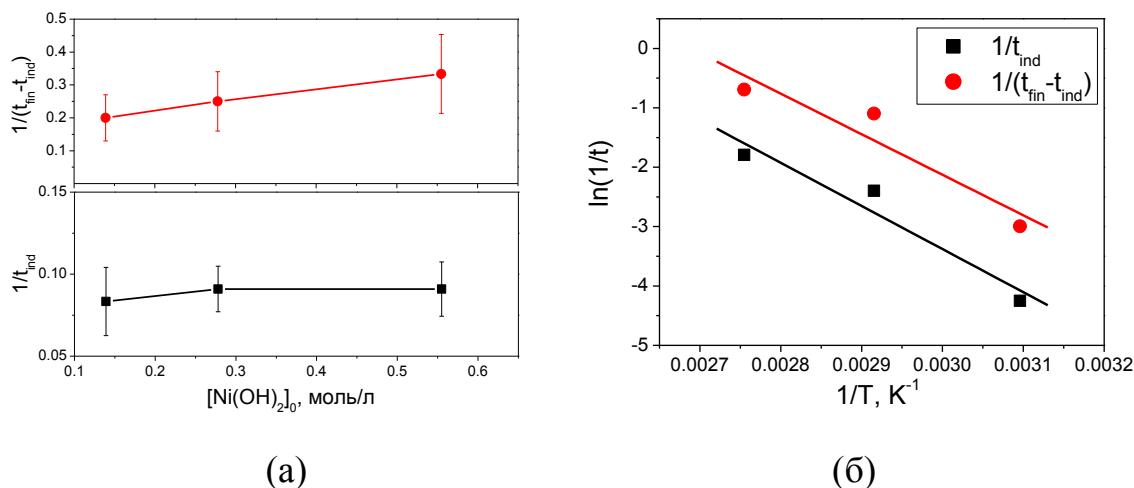 0.5
0.4
0.3
0.2
0.1
1/(t_fin-t_ind)
0.15
0.10
0.05
1/t_ind
0.1 0.2 0.3 0.4 0.5 0.6
[Ni(OH)₂]₀, моль/л
(а)
0
-1
-2
-3
-4
-5
ln(1/t)
1/t_ind
1/(t_fin-t_ind)
0.0027 0.0028 0.0029 0.0030 0.0031 0.0032
1/T, K⁻¹
(б)